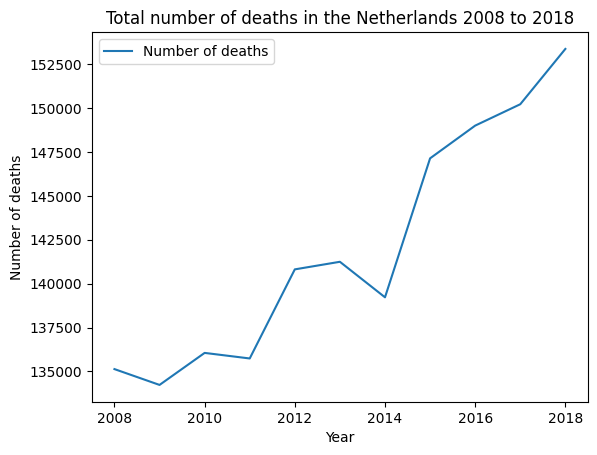 Total number of deaths in the Netherlands 2008 to 2018
Number of deaths
152500
150000
147500
145000
142500
140000
137500
135000
Number of deaths
2008 2010 2012 2014 2016 2018
Year